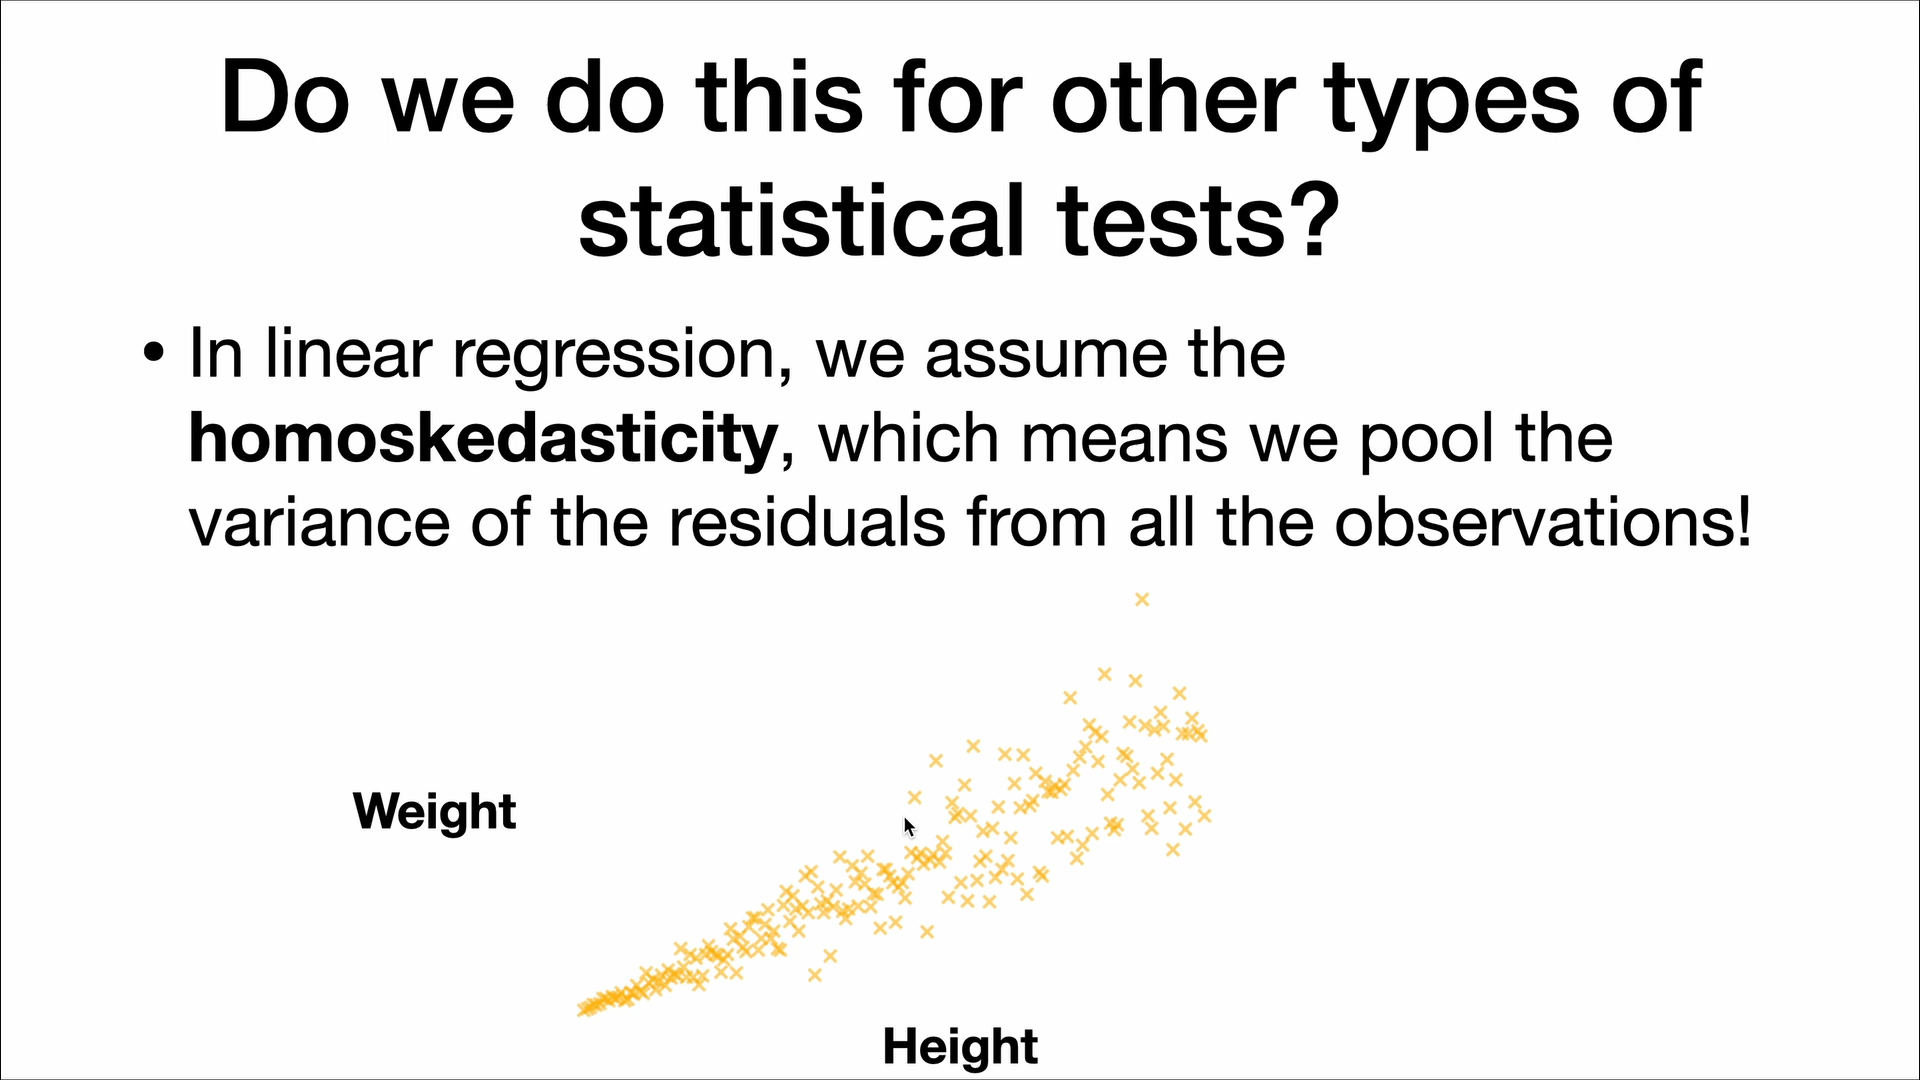 Do we do this for other types of
statistical tests?
• In linear regression, we assume the
homoskedasticity, which means we pool the
variance of the residuals from all the observations!
Weight
Height